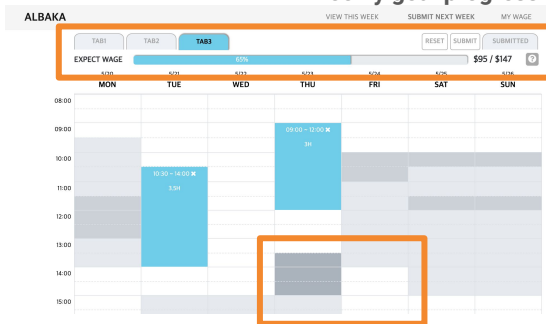 ALBAKA VIEW THIS WEEK SUBMIT NEXT WEEK MY WAGE
TAB1 TAB2 TAB3 RESET SUBMIT SUBMITTED
EXPECT WAGE 65% $95 / $147 ?
5/20 5/21 5/22 5/23 5/24 5/25 5/26
MON TUE WED THU FRI SAT SUN
08:00
09:00 09:00 ~ 12:00 ✖
3H
10:00
10:30 ~ 14:00 ✖
11:00 3.5H
12:00
13:00
14:00
15:00